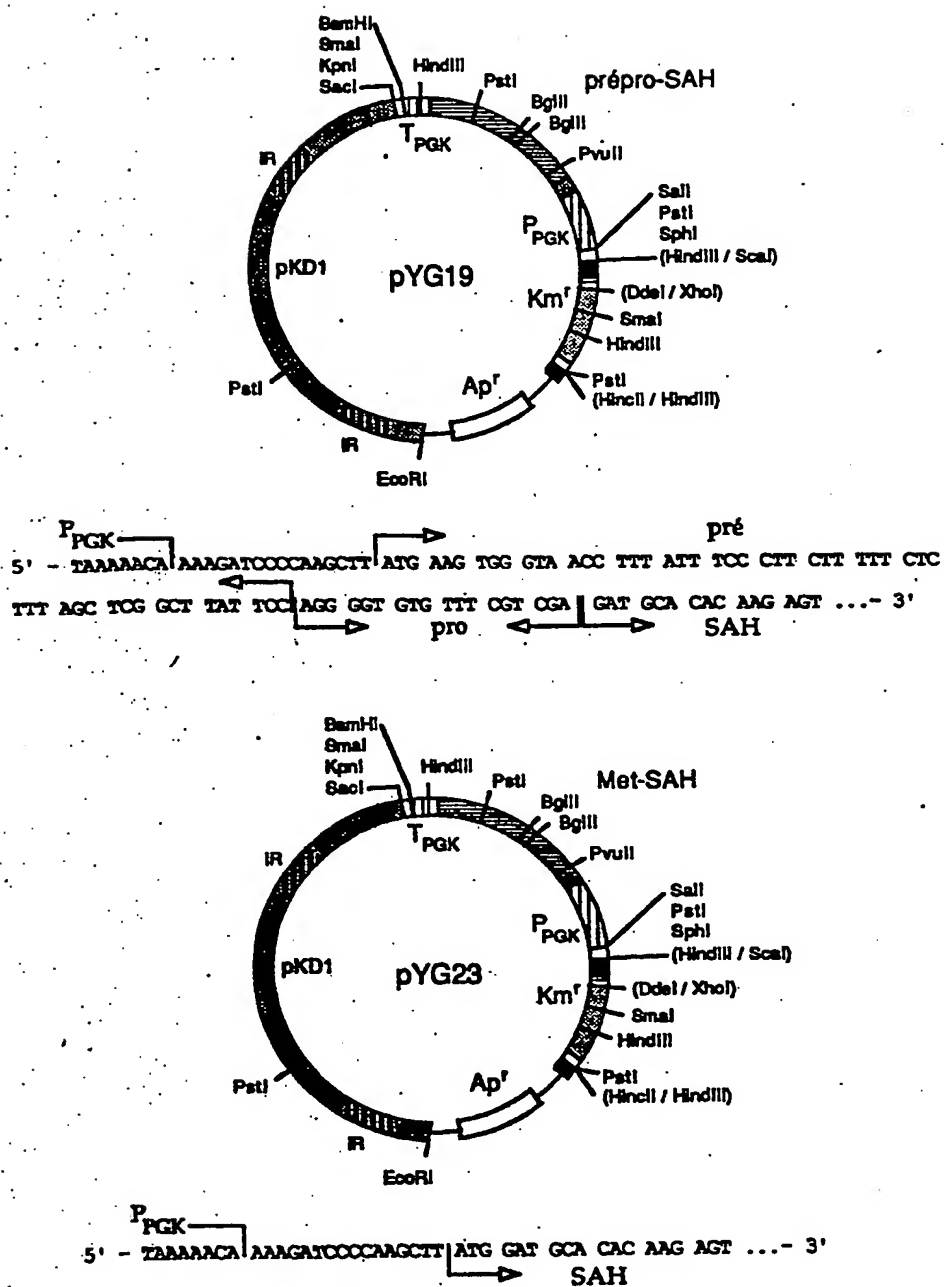 BamHI
SmaI
KpnI
SacI
HindIII
PstI
prépro-SAH
BglII
BglII
PvuII
T PGK
IR
P PGK
SalI
PstI
SphI
(HindIII / ScaI)
pKD1
pYG19
Km r
(DdeI / XhoI)
SmaI
HindIII
PstI
Ap r
PstI
(HincII / HindIII)
IR
EcoRI
P PGK
pré
5' - TAAAAACA AAAGATCCCCAAGCTT ATG AAG TGG GTA ACC TTT ATT TCC CTT CTT TTT CTC
TTT AGC TCG GCT TAT TCC AGG GGT GTG TTT CGT CGA GAT GCA CAC AAG AGT ...- 3'
pro
SAH
BamHI
SmaI
KpnI
SacI
HindIII
PstI
Met-SAH
BglII
BglII
PvuII
T PGK
IR
P PGK
SalI
PstI
SphI
(HindIII / ScaI)
pKD1
pYG23
Km r
(DdeI / XhoI)
SmaI
HindIII
PstI
Ap r
PstI
(HincII / HindIII)
IR
EcoRI
P PGK
5' - TAAAAACA AAAGATCCCCAAGCTT ATG GAT GCA CAC AAG AGT ...- 3'
SAH